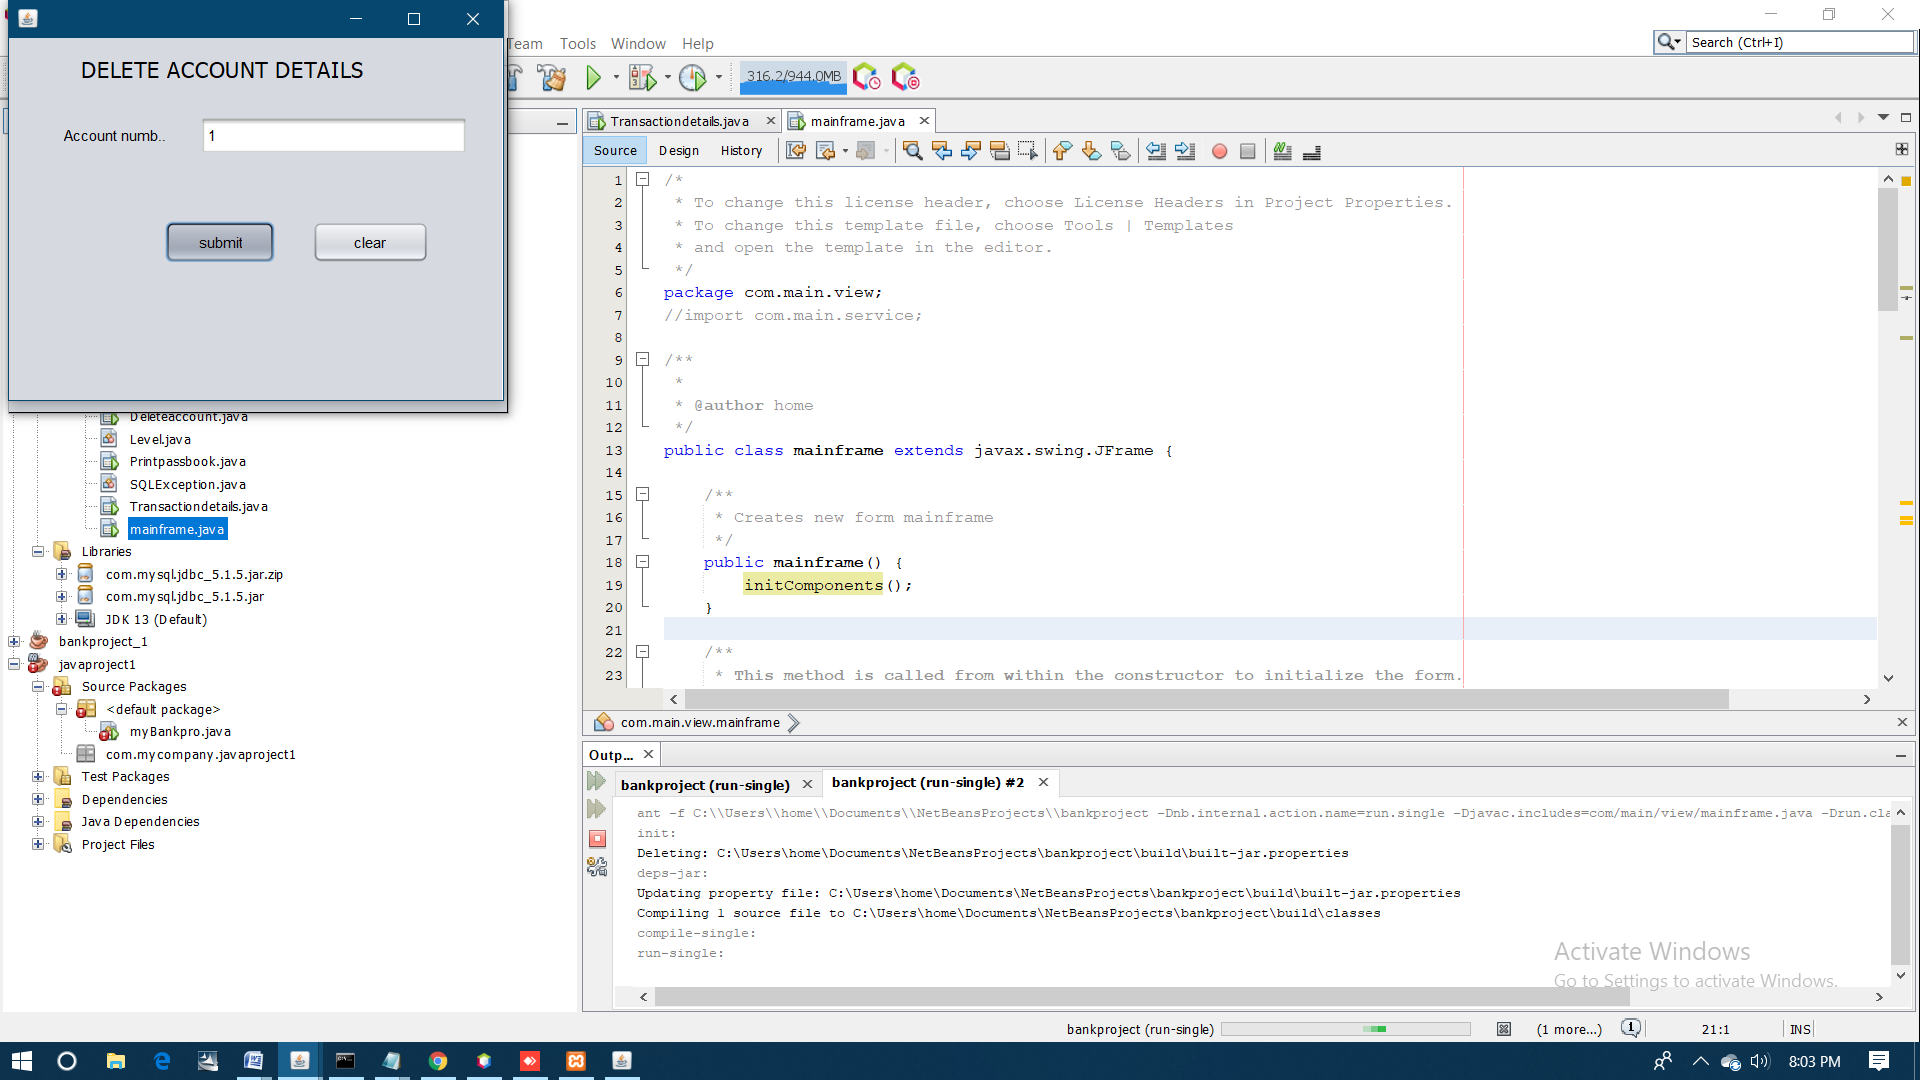 DELETE ACCOUNT DETAILS
Account numb..
1
submit
clear
Team Tools Window Help
Search (Ctrl+I)
316.2/944.0MB
Transactiondetails.java
mainframe.java
Source Design History
1 /*
2 * To change this license header, choose License Headers in Project Properties.
3 * To change this template file, choose Tools | Templates
4 * and open the template in the editor.
5 */
6 package com.main.view;
7 //import com.main.service;
8
9 /**
10 *
11 * @author home
12 */
13 public class mainframe extends javax.swing.JFrame {
14
15 /**
16 * Creates new form mainframe
17 */
18 public mainframe() {
19 initComponents();
20 }
21
22 /**
23 * This method is called from within the constructor to initialize the form.
com.main.view.mainframe
Deleteaccount.java
Level.java
Printpassbook.java
SQLException.java
Transactiondetails.java
mainframe.java
Libraries
com.mysql.jdbc_5.1.5.jar.zip
com.mysql.jdbc_5.1.5.jar
JDK 13 (Default)
bankproject_1
javaproject1
Source Packages
<default package>
myBankpro.java
com.mycompany.javaproject1
Test Packages
Dependencies
Java Dependencies
Project Files
Outp...
bankproject (run-single)
bankproject (run-single) #2
ant -f C:\\Users\\home\\Documents\\NetBeansProjects\\bankproject -Dnb.internal.action.name=run.single -Djavac.includes=com/main/view/mainframe.java -Drun.cla
init:
Deleting: C:\Users\home\Documents\NetBeansProjects\bankproject\build\built-jar.properties
deps-jar:
Updating property file: C:\Users\home\Documents\NetBeansProjects\bankproject\build\built-jar.properties
Compiling 1 source file to C:\Users\home\Documents\NetBeansProjects\bankproject\build\classes
compile-single:
run-single:
Activate Windows
Go to Settings to activate Windows.
bankproject (run-single)
(1 more...)
1
21:1
INS
8:03 PM